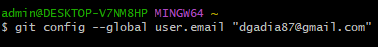 admin@DESKTOP-V7NM8HP MINGW64 ~
$ git config --global user.email "dgadia87@gmail.com"